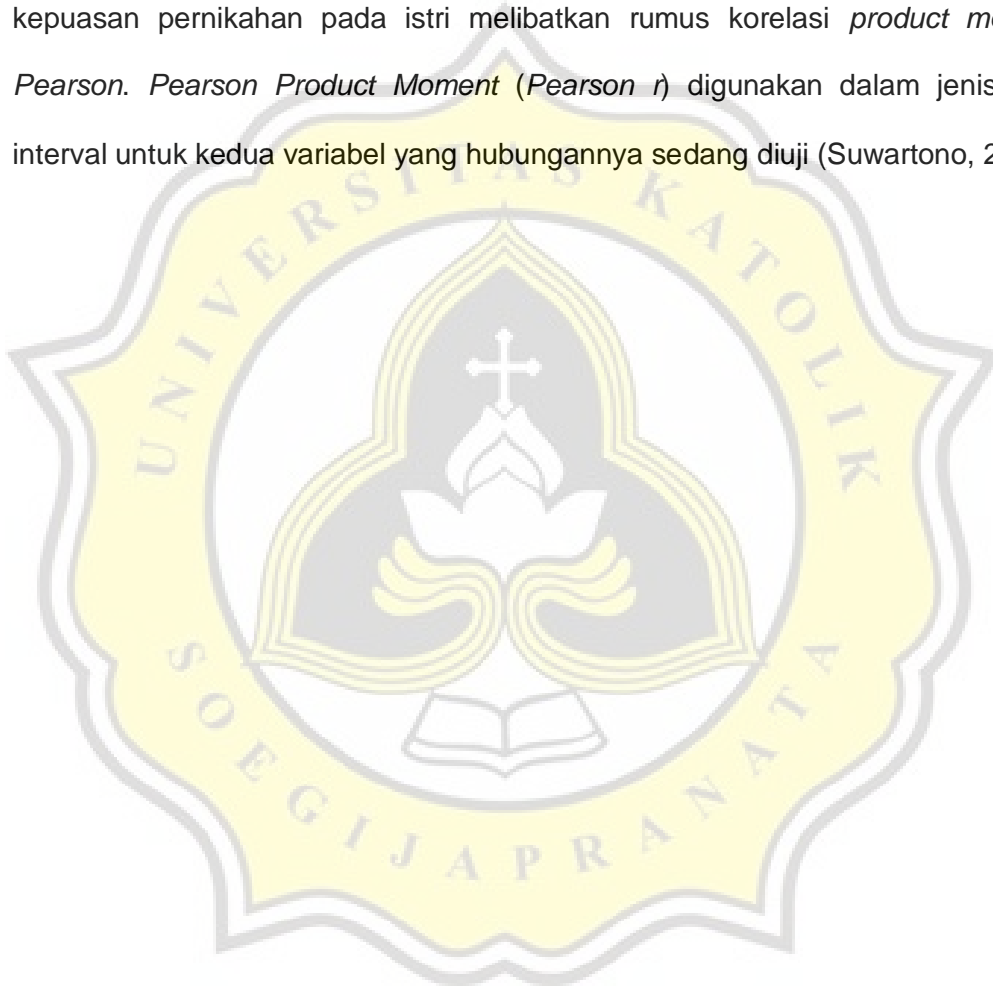 kepuasan pernikahan pada istri melibatkan rumus korelasi product
Pearson. Pearson Product Moment (Pearson r) digunakan dalam jenis
interval untuk kedua variabel yang hubungannya sedang diuji (Suwartono,
UNIVERSITAS KATOLIK
SOEGIJAPRANATA